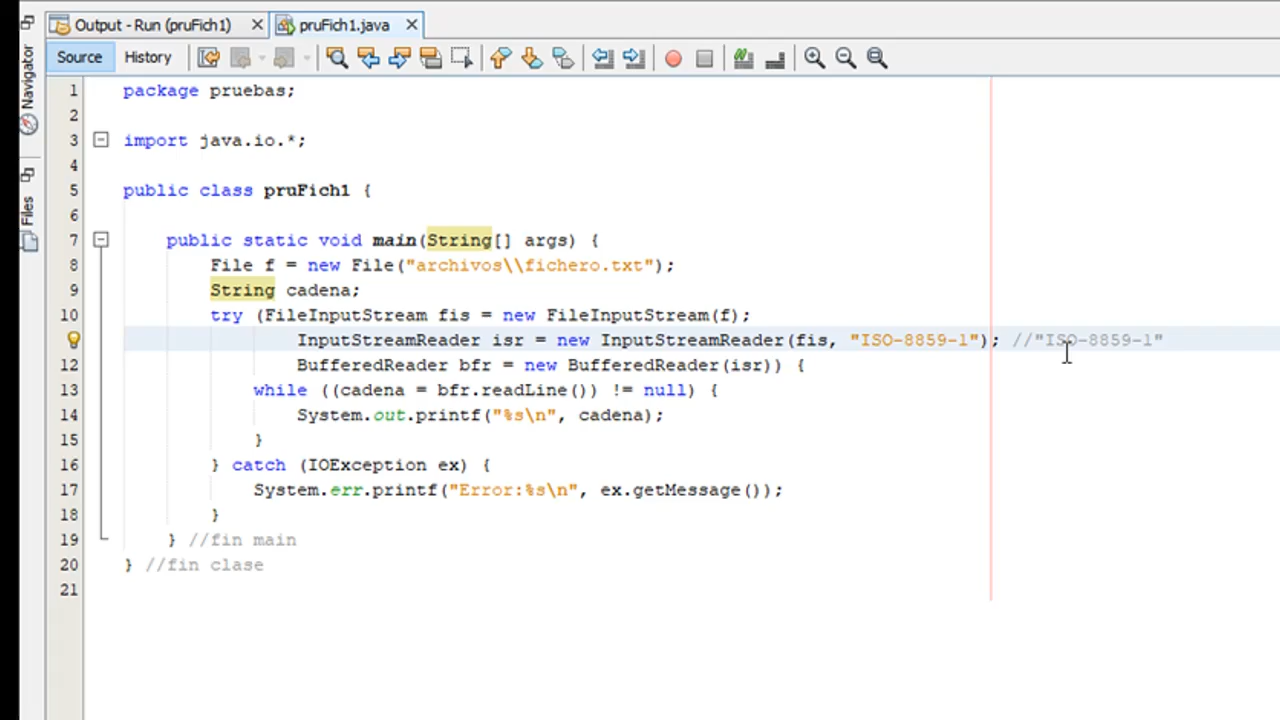 Output - Run (pruFich1)
pruFich1.java
Source
History
Navigator
Files
1 package pruebas;
2
3 import java.io.*;
4
5 public class pruFich1 {
6
7 public static void main(String[] args) {
8 File f = new File("archivos\\fichero.txt");
9 String cadena;
10 try (FileInputStream fis = new FileInputStream(f);
InputStreamReader isr = new InputStreamReader(fis, "ISO-8859-1"); //"ISO-8859-1"
12 BufferedReader bfr = new BufferedReader(isr)) {
13 while ((cadena = bfr.readLine()) != null) {
14 System.out.printf("%s\n", cadena);
15 }
16 } catch (IOException ex) {
17 System.err.printf("Error:%s\n", ex.getMessage());
18 }
19 } //fin main
20 } //fin clase
21